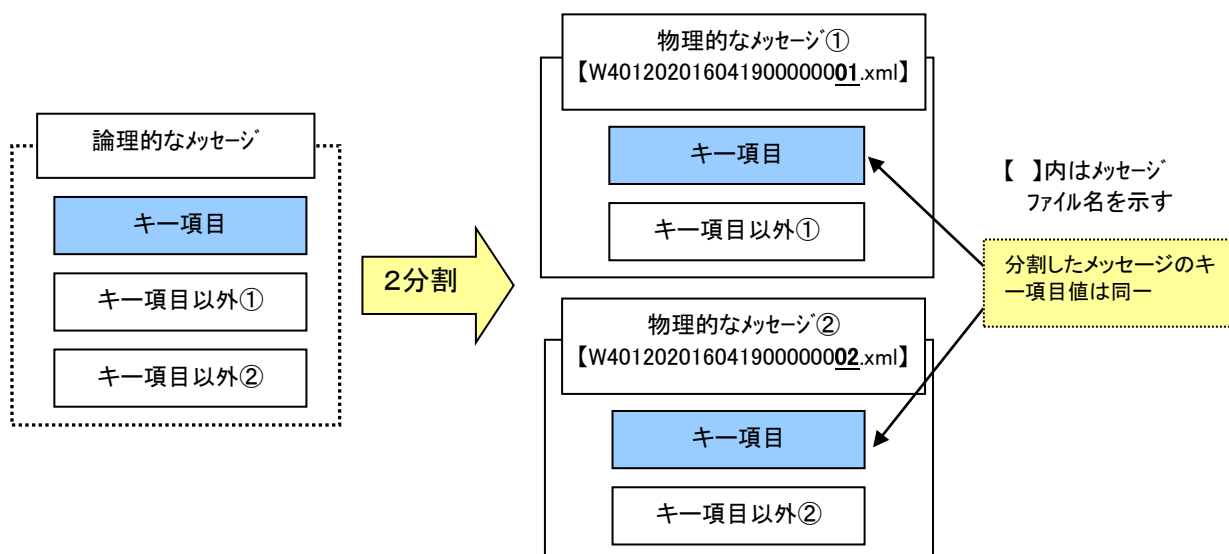 論理的なメッセージ
キー項目
キー項目以外①
キー項目以外②
2分割
物理的なメッセージ①
【W4012020160419000000001.xml】
キー項目
キー項目以外①
物理的なメッセージ②
【W4012020160419000000002.xml】
キー項目
キー項目以外②
【 】内はメッセージ
ファイル名を示す
分割したメッセージのキ
ー項目値は同一